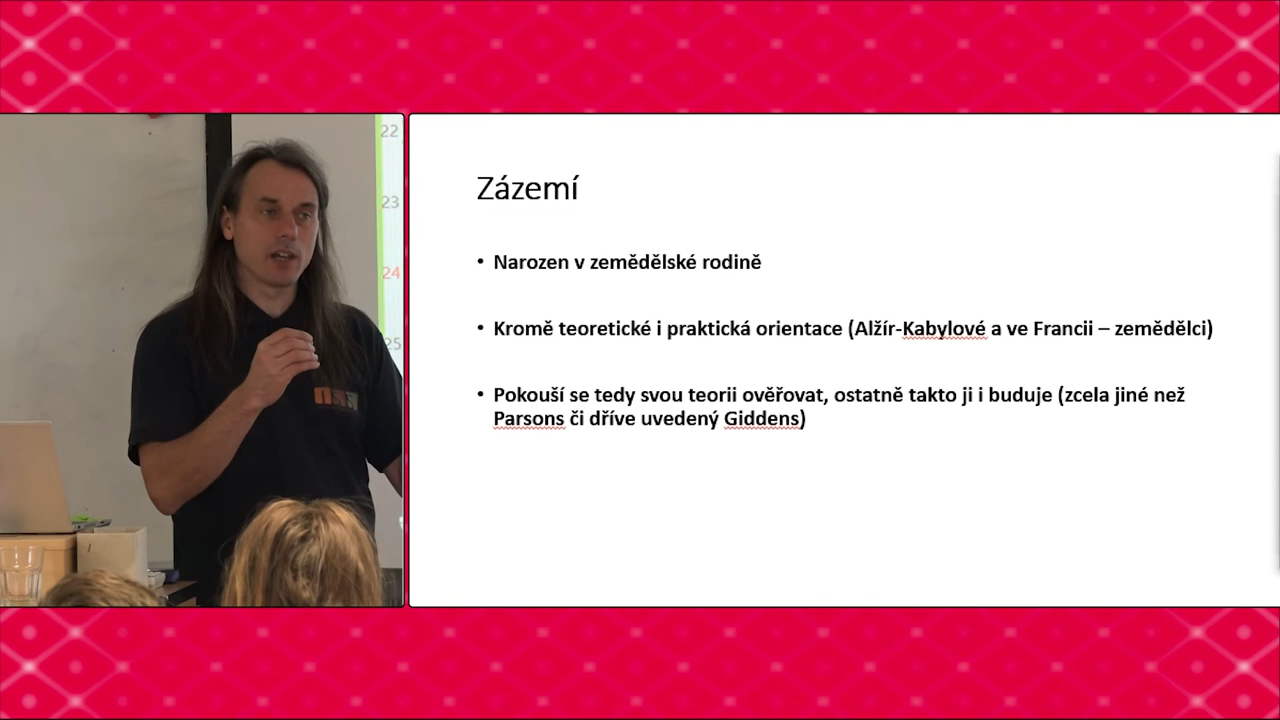 22
23
24
25
Zázemí
• Narozen v zemědělské rodině
• Kromě teoretické i praktická orientace (Alžír-Kabylové a ve Francii – zemědělci)
• Pokouší se tedy svou teorii ověřovat, ostatně takto ji i buduje (zcela jiné než
Parsons či dříve uvedený Giddens)